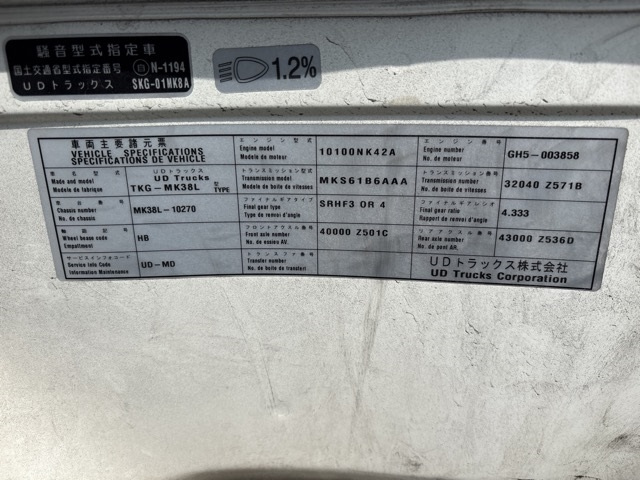 騒音型式指定車
国土交通省型式指定番号 自 N-1194
UDトラックス SKG-01MK8A
1.2%
車両主要諸元票
VEHICLE SPECIFICATIONS
SPECIFICATIONS DE VEHICLE
エンジン型式
Engine model
No. de moteur
10100NK42A
エンジン番号
Engine number
No. de moteur
GH5-003858
車名型式
Made and model
Modele de fabrique
UDトラックス
UD Trucks
TKG-MK38L
型
TYPE
トランスミッション型式
Transmission model
Modele de boite de vitesses
MKS61B6AAA
トランスミッション番号
Transmission number
No. de boite de vitesses
32040 Z571B
車台番号
Chassis number
No. de chassis
MK38L-10270
ファイナルギアタイプ
Final gear type
Type de renvoi de angle
SRHF3 OR 4
ファイナルギアレシオ
Final gear ratio
Rapport de renvoi de angle
4.333
軸距記号
Wheel base code
Empattement
HB
フロントアクスル番号
Front axle number
No. de essieu AV.
40000 Z501C
リアアクスル番号
Rear axle number
No. de pont AR.
43000 Z536D
サービスインフォコード
Service Info Code
Information Maintenance
UD-MD
トランスファ番号
Transfer number
No. de boite de transfert
UDトラックス株式会社
UD Trucks Corporation